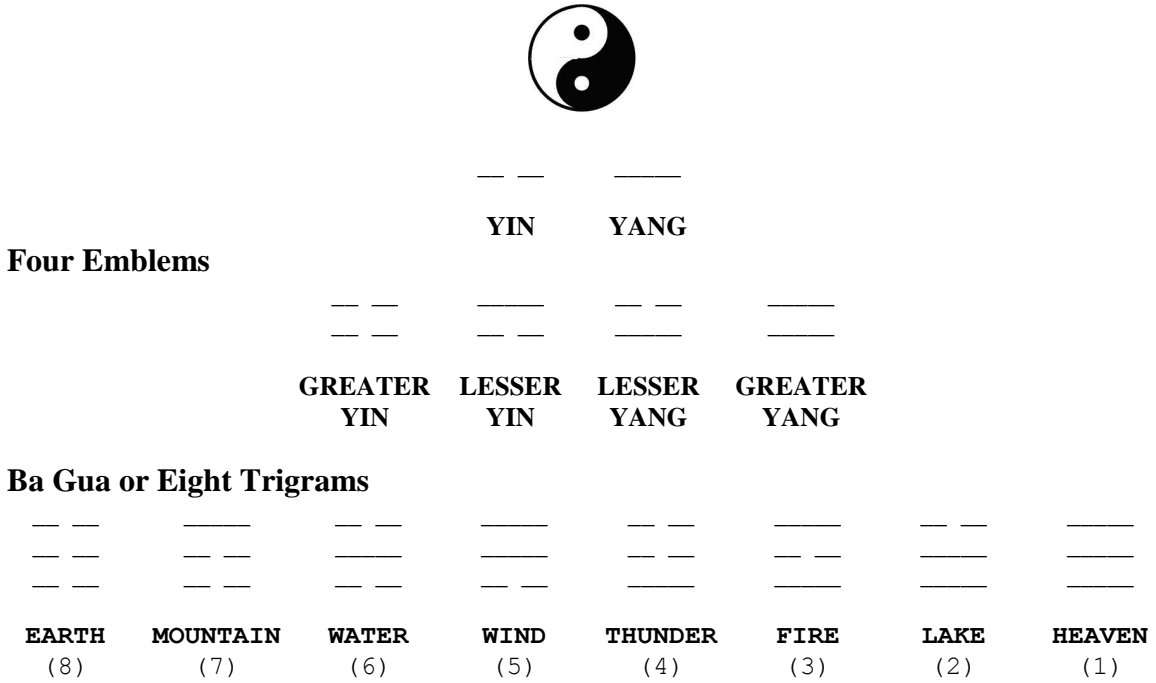 YIN YANG
Four Emblems
GREATER LESSER LESSER GREATER
YIN YIN YANG YANG
Ba Gua or Eight Trigrams
EARTH MOUNTAIN WATER WIND THUNDER FIRE LAKE HEAVEN
(8) (7) (6) (5) (4) (3) (2) (1)